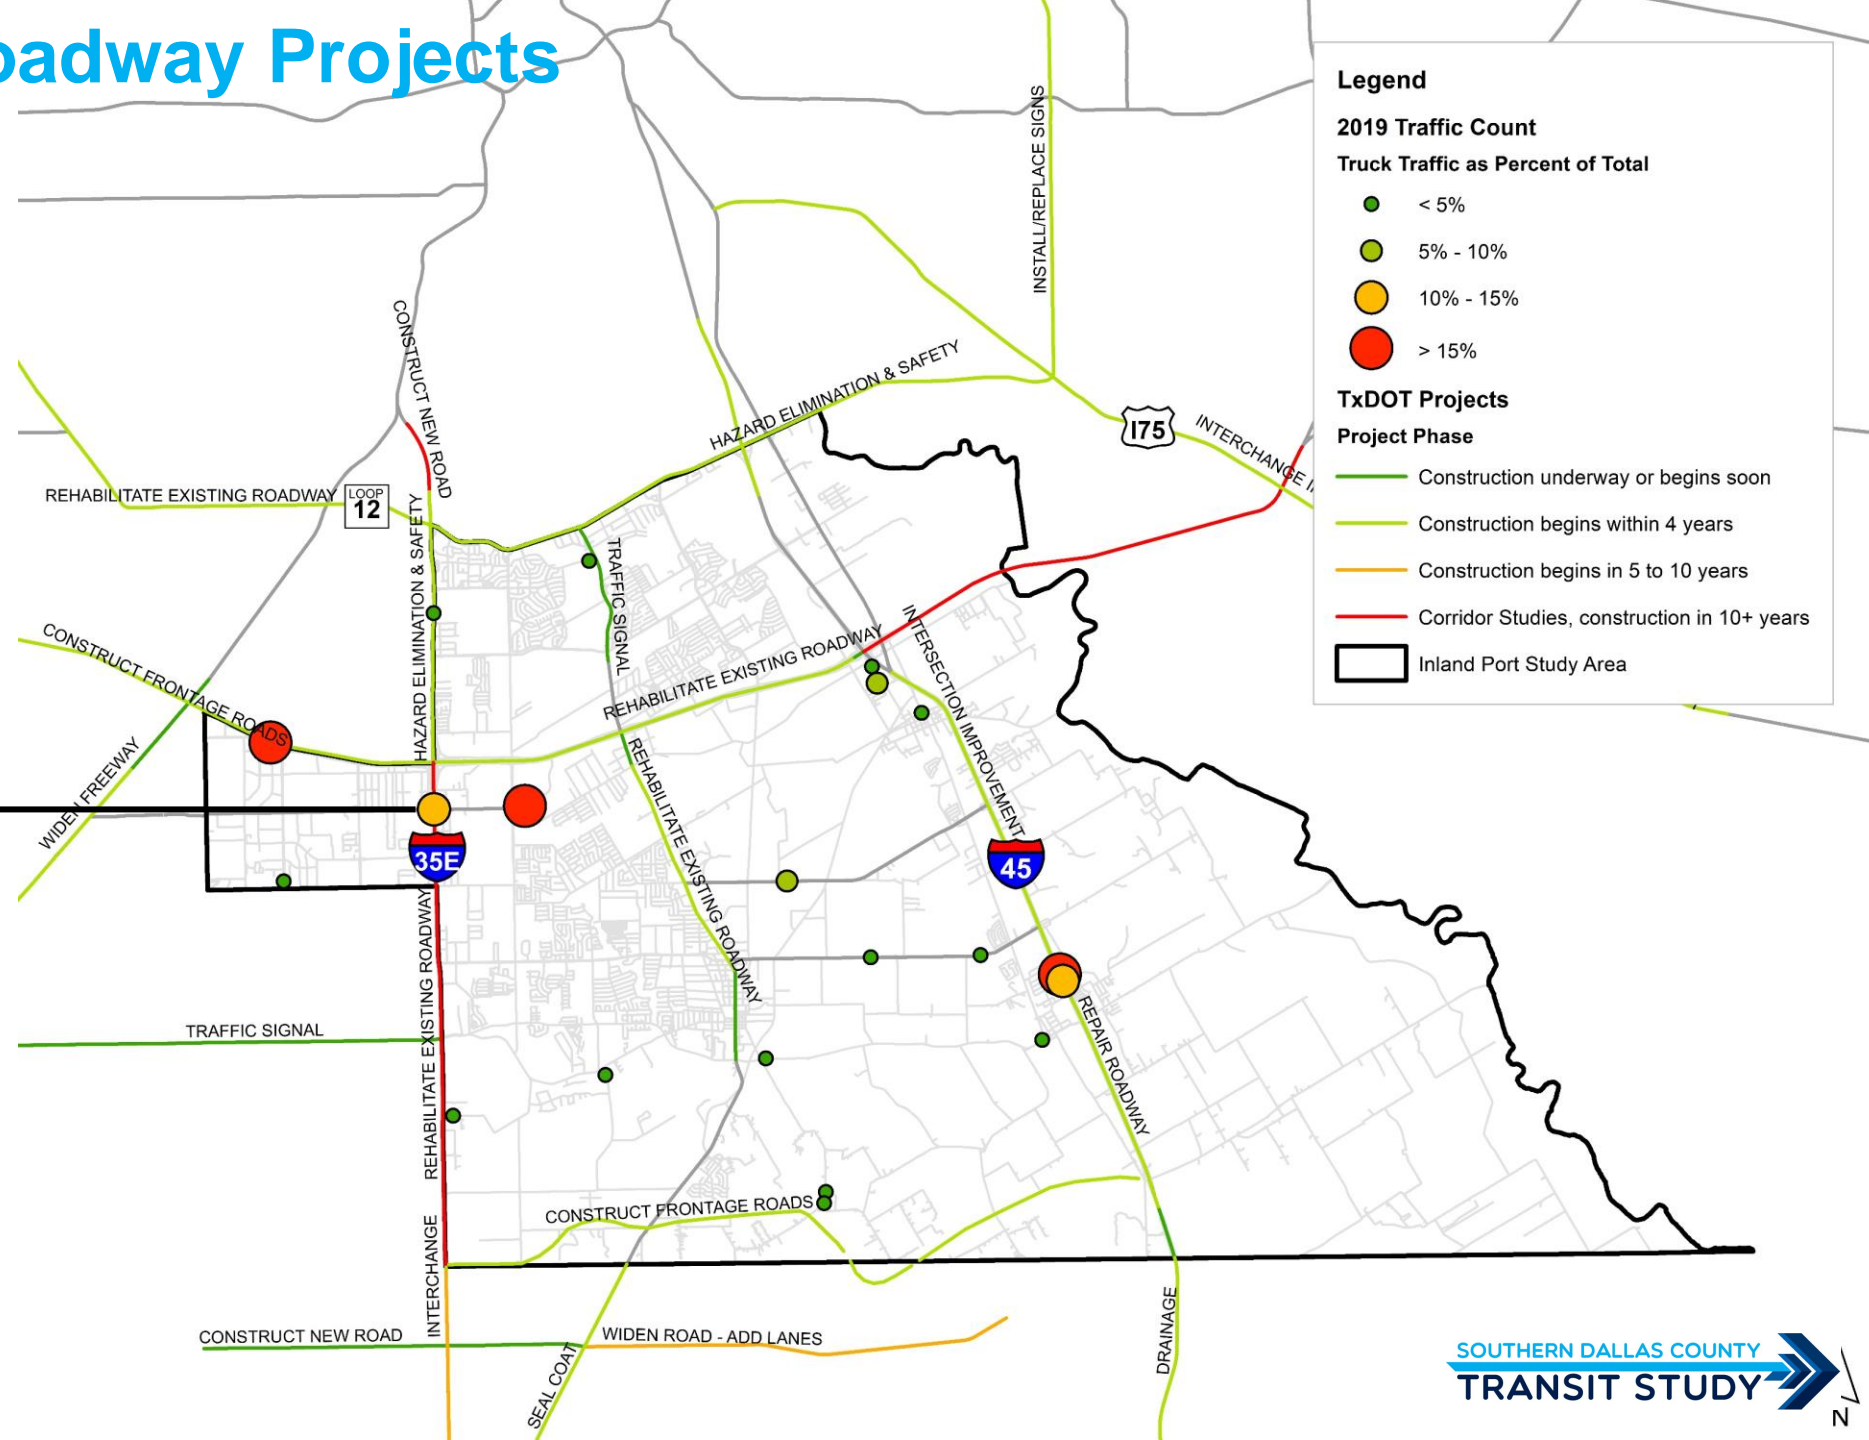 oadway Projects
Legend
2019 Traffic Count
Truck Traffic as Percent of Total
< 5%
5% - 10%
10% - 15%
> 15%
TxDOT Projects
Project Phase
Construction underway or begins soon
Construction begins within 4 years
Construction begins in 5 to 10 years
Corridor Studies, construction in 10+ years
Inland Port Study Area
INSTALL/REPLACE SIGNS
CONSTRUCT NEW ROAD
HAZARD ELIMINATION & SAFETY
I75
INTERCHANGE
REHABILITATE EXISTING ROADWAY
LOOP
12
HAZARD ELIMINATION & SAFETY
TRAFFIC SIGNAL
CONSTRUCT FRONTAGE ROADS
REHABILITATE EXISTING ROADWAY
INTERSECTION IMPROVEMENT
WIDEN FREEWAY
REHABILITATE EXISTING ROADWAY
35E
45
REHABILITATE EXISTING ROADWAY
TRAFFIC SIGNAL
REPAIR ROADWAY
CONSTRUCT FRONTAGE ROADS
INTERCHANGE
CONSTRUCT NEW ROAD
WIDEN ROAD - ADD LANES
SEAL COAT
DRAINAGE
SOUTHERN DALLAS COUNTY
TRANSIT STUDY
N